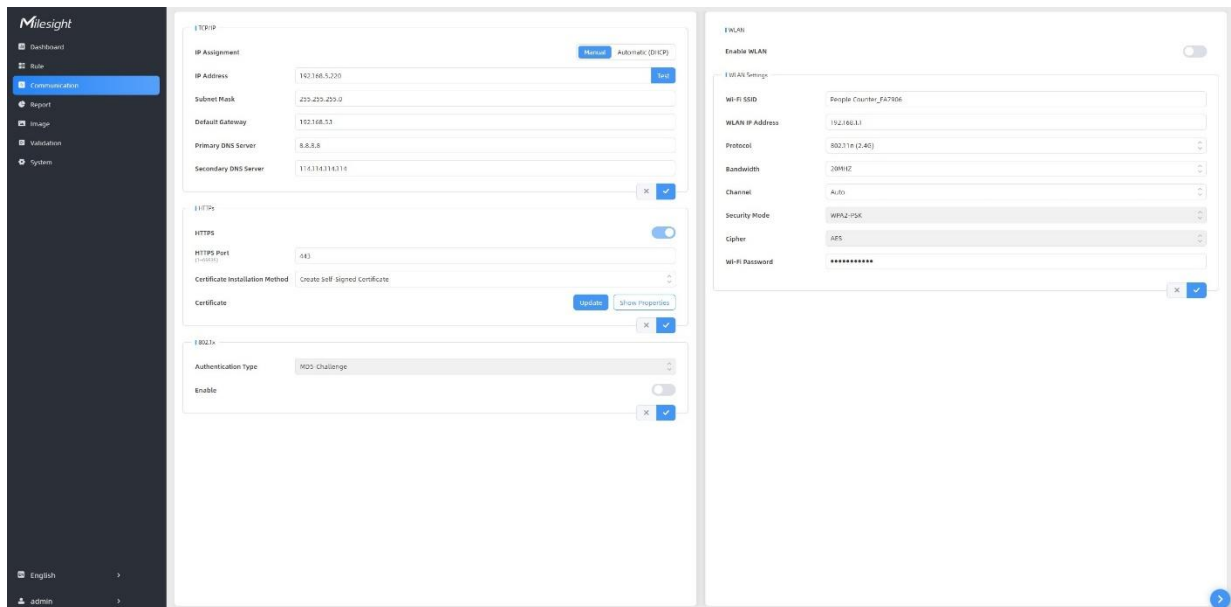 Milesight
Dashboard
Rule
Communication
Report
Image
Validation
System
English
admin
TCP/IP
IP Assignment
Manual Automatic (DHCP)
IP Address 192.168.5.220 Test
Subnet Mask 255.255.255.0
Default Gateway
Primary DNS Server 8.8.8.8
Secondary DNS Server 114.114.114.114
HTTPs
HTTPS
HTTPS Port 443
Certificate Installation Method Create Self-Signed Certificate
Certificate Update Show Properties
802.1x
Authentication Type MD5-Challenge
Enable
WLAN
Enable WLAN
WLAN Settings
Wi-Fi SSID People Counter_EA7906
WLAN IP Address 192.168.1.1
Protocol 802.11n (2.4G)
Bandwidth 20MHZ
Channel Auto
Security Mode WPA2-PSK
Cipher AES
Wi-Fi Password